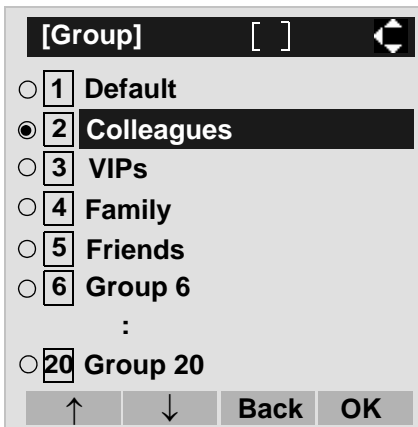 [Group] [ ]
1 Default
2 Colleagues
3 VIPs
4 Family
5 Friends
6 Group 6
:
20 Group 20
↑ ↓ Back OK